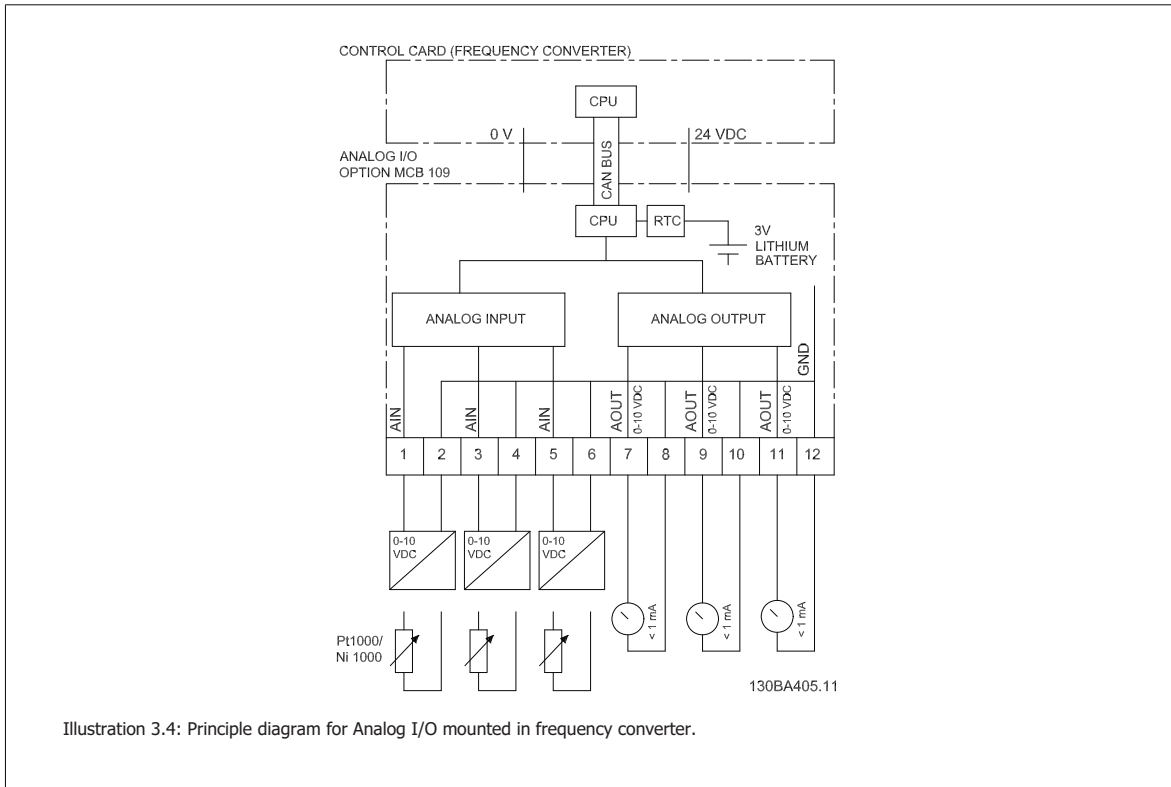 CONTROL CARD (FREQUENCY CONVERTER)
CPU
0 V
24 VDC
CAN BUS
ANALOG I/O
OPTION MCB 109
CPU
RTC
3V
LITHIUM
BATTERY
ANALOG INPUT
ANALOG OUTPUT
GND
AIN
AIN
AIN
AOUT
0-10 VDC
AOUT
0-10 VDC
AOUT
0-10 VDC
1 2 3 4 5 6 7 8 9 10 11 12
0-10
VDC
0-10
VDC
0-10
VDC
< 1 mA
< 1 mA
< 1 mA
Pt1000/
Ni 1000
130BA405.11
Illustration 3.4: Principle diagram for Analog I/O mounted in frequency converter.